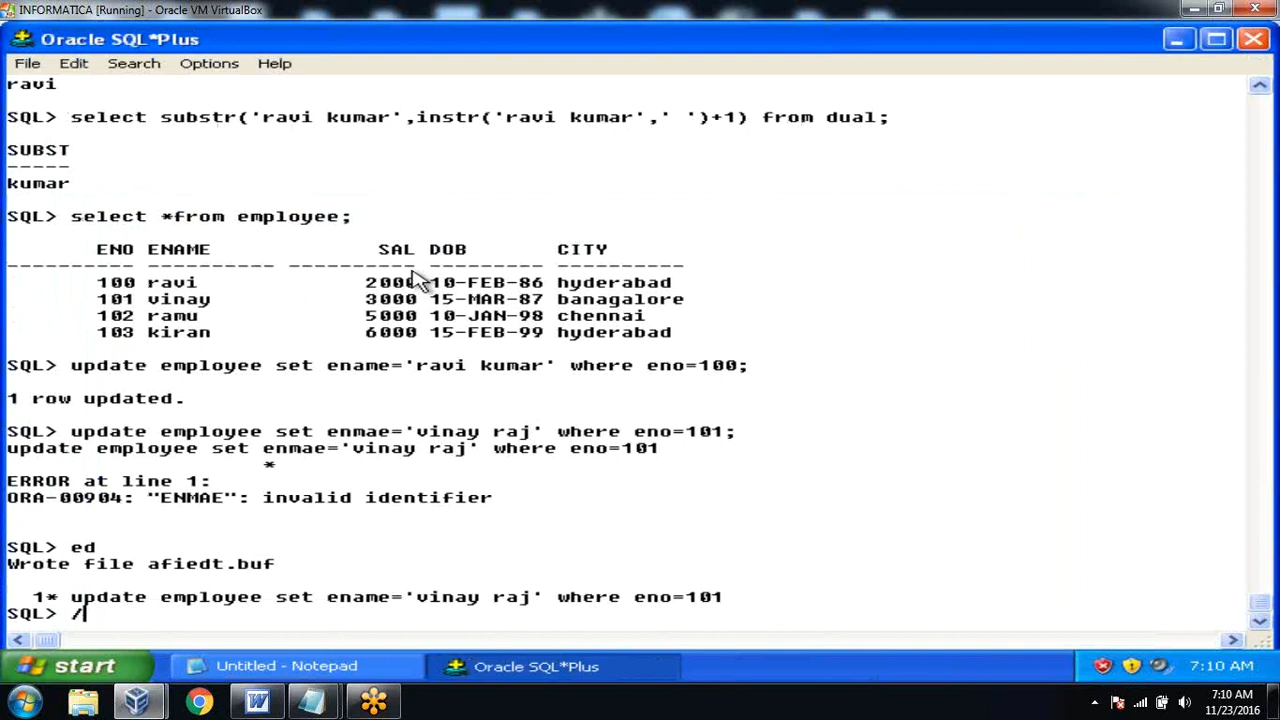 INFORMATICA [Running] - Oracle VM VirtualBox
Oracle SQL*Plus
File Edit Search Options Help
ravi
SQL> select substr('ravi kumar',instr('ravi kumar',' ')+1) from dual;
SUBST
-----
kumar
SQL> select *from employee;
ENO ENAME SAL DOB CITY
---------- ---------- ---------- --------- ----------
100 ravi 2000 10-FEB-86 hyderabad
101 vinay 3000 15-MAR-87 banagalore
102 ramu 5000 10-JAN-98 chennai
103 kiran 6000 15-FEB-99 hyderabad
SQL> update employee set ename='ravi kumar' where eno=100;
1 row updated.
SQL> update employee set enmae='vinay raj' where eno=101;
update employee set enmae='vinay raj' where eno=101
*
ERROR at line 1:
ORA-00904: "ENMAE": invalid identifier
SQL> ed
Wrote file afiedt.buf
1* update employee set ename='vinay raj' where eno=101
SQL> /
start Untitled - Notepad Oracle SQL*Plus 7:10 AM
7:10 AM
11/23/2016